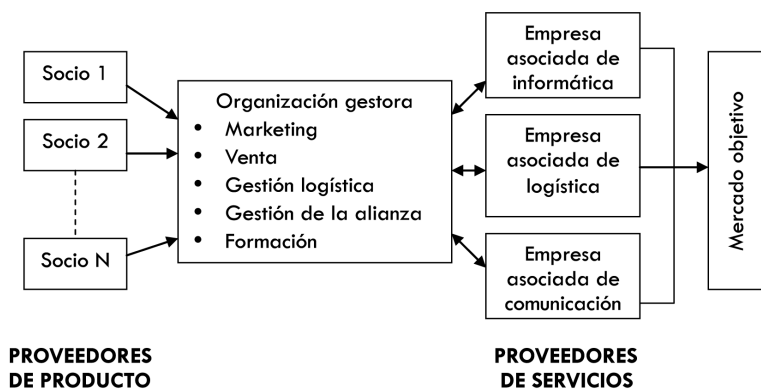 Socio 1
Socio 2
Socio N
Organización gestora
• Marketing
• Venta
• Gestión logística
• Gestión de la alianza
• Formación
Empresa
asociada de
informática
Empresa
asociada de
logística
Empresa
asociada de
comunicación
Mercado objetivo
PROVEEDORES
DE PRODUCTO
PROVEEDORES
DE SERVICIOS